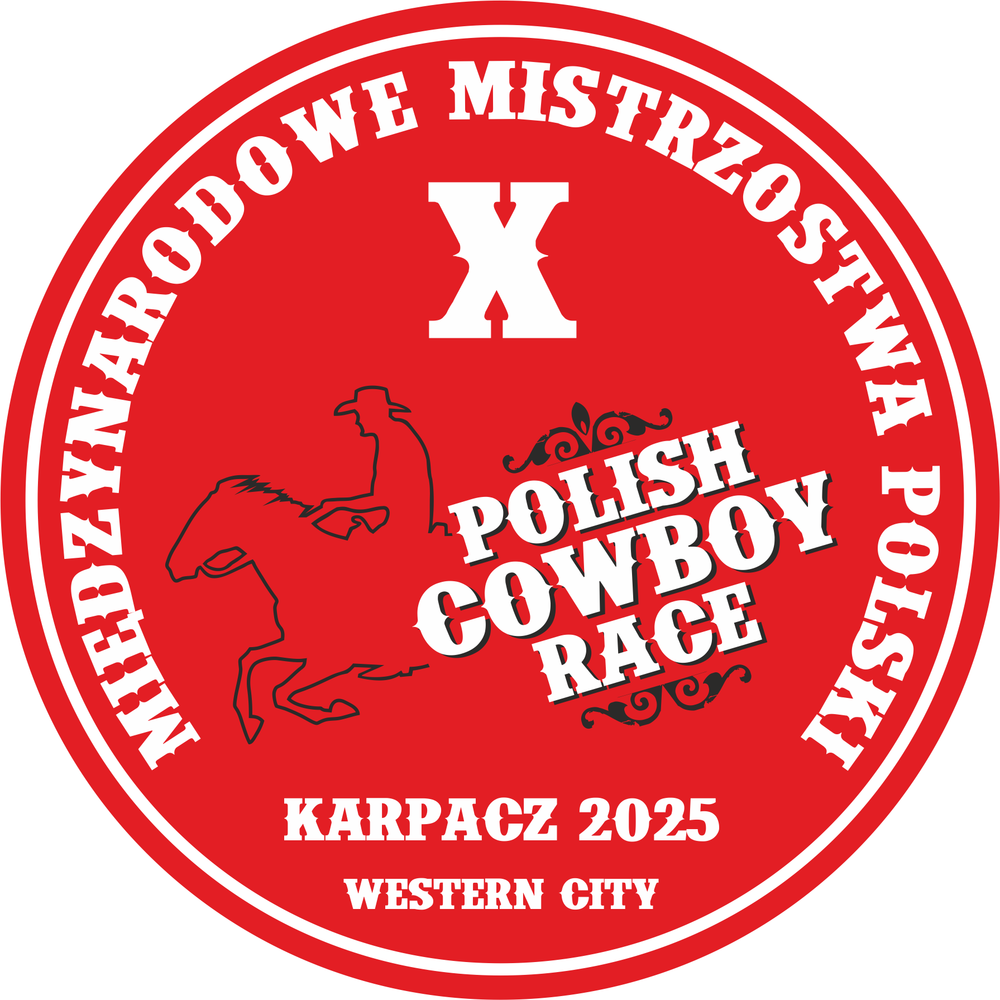 MIĘDZYNARODOWE MISTRZOSTWA POLSKI
X
POLISH
COWBOY
RACE
KARPACZ 2025
WESTERN CITY